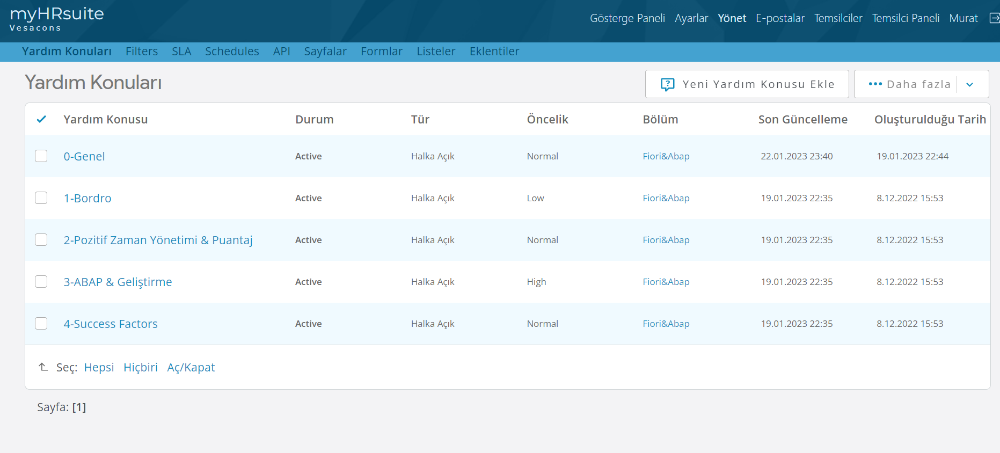 myHRsuite
Vesacons
Gösterge Paneli Ayarlar Yönet E-postalar Temsilciler Temsilci Paneli Murat
Yardım Konuları Filters SLA Schedules API Sayfalar Formlar Listeler Eklentiler
Yardım Konuları
Yeni Yardım Konusu Ekle
Daha fazla
Yardım Konusu Durum Tür Öncelik Bölüm Son Güncelleme Oluşturulduğu Tarih
0-Genel Active Halka Açık Normal Fiori&Abap 22.01.2023 23:40 19.01.2023 22:44
1-Bordro Active Halka Açık Low Fiori&Abap 19.01.2023 22:35 8.12.2022 15:53
2-Pozitif Zaman Yönetimi & Puantaj Active Halka Açık Normal Fiori&Abap 19.01.2023 22:35 8.12.2022 15:53
3-ABAP & Geliştirme Active Halka Açık High Fiori&Abap 19.01.2023 22:35 8.12.2022 15:53
4-Success Factors Active Halka Açık Normal Fiori&Abap 19.01.2023 22:35 8.12.2022 15:53
Seç: Hepsi Hiçbiri Aç/Kapat
Sayfa: [1]